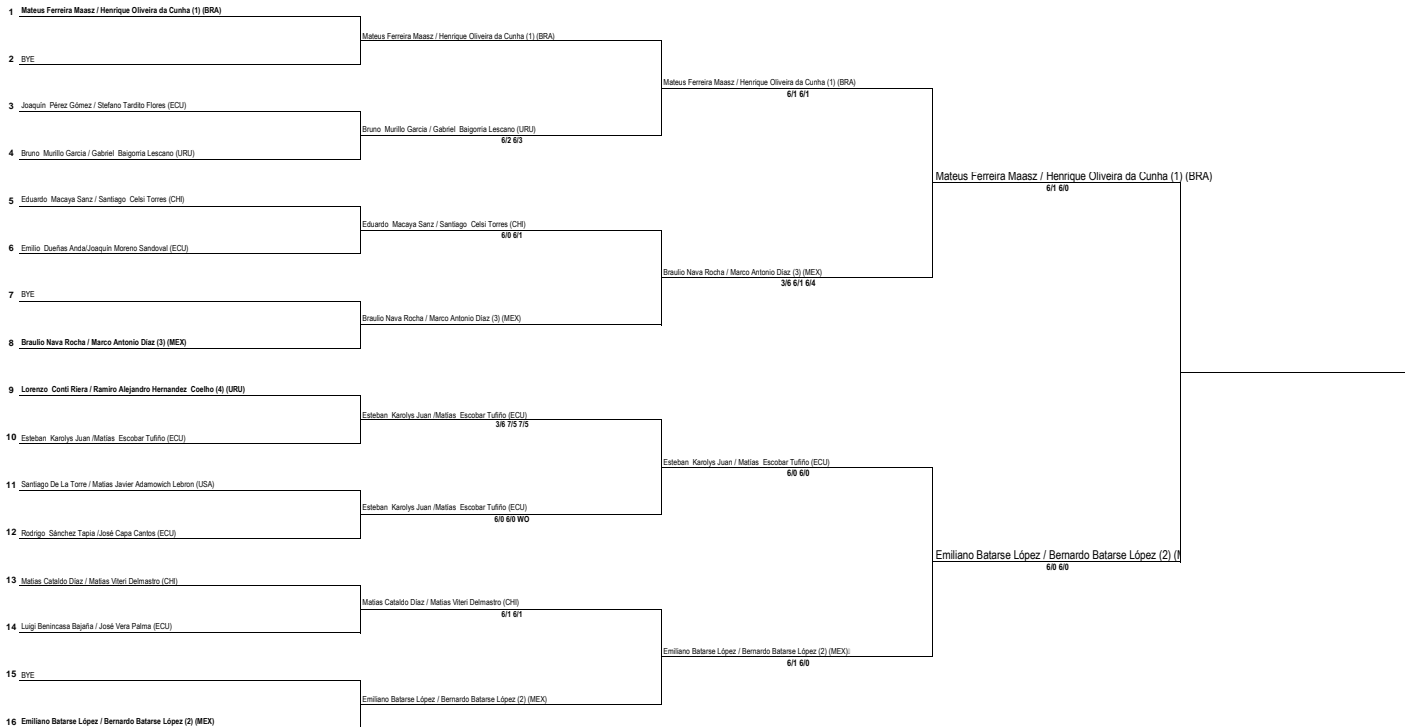 1 Mateus Ferreira Maasz / Henrique Oliveira da Cunha (1) (BRA)
Mateus Ferreira Maasz / Henrique Oliveira da Cunha (1) (BRA)
2 BYE
Mateus Ferreira Maasz / Henrique Oliveira da Cunha (1) (BRA)
6/1 6/1
3 Joaquín Pérez Gómez / Stefano Tardito Flores (ECU)
Bruno Murillo Garcia / Gabriel Baigorria Lescano (URU)
6/2 6/3
4 Bruno Murillo Garcia / Gabriel Baigorria Lescano (URU)
Mateus Ferreira Maasz / Henrique Oliveira da Cunha (1) (BRA)
6/1 6/0
5 Eduardo Macaya Sanz / Santiago Celsi Torres (CHI)
Eduardo Macaya Sanz / Santiago Celsi Torres (CHI)
6/0 6/1
6 Emilio Dueñas Anda/Joaquín Moreno Sandoval (ECU)
Braulio Nava Rocha / Marco Antonio Díaz (3) (MEX)
3/6 6/1 6/4
7 BYE
Braulio Nava Rocha / Marco Antonio Díaz (3) (MEX)
8 Braulio Nava Rocha / Marco Antonio Díaz (3) (MEX)
9 Lorenzo Conti Riera / Ramiro Alejandro Hernandez Coelho (4) (URU)
Esteban Karolys Juan /Matías Escobar Tufiño (ECU)
3/6 7/5 7/5
10 Esteban Karolys Juan /Matías Escobar Tufiño (ECU)
Esteban Karolys Juan / Matías Escobar Tufiño (ECU)
6/0 6/0
11 Santiago De La Torre / Matias Javier Adamowich Lebron (USA)
Esteban Karolys Juan /Matías Escobar Tufiño (ECU)
6/0 6/0 WO
12 Rodrigo Sánchez Tapia /José Capa Cantos (ECU)
Emiliano Batarse López / Bernardo Batarse López (2) (
6/0 6/0
13 Matias Cataldo Díaz / Matias Viteri Delmastro (CHI)
Matias Cataldo Díaz / Matias Viteri Delmastro (CHI)
6/1 6/1
14 Luigi Benincasa Bajaña / José Vera Palma (ECU)
Emiliano Batarse López / Bernardo Batarse López (2) (MEX)
6/1 6/0
15 BYE
Emiliano Batarse López / Bernardo Batarse López (2) (MEX)
16 Emiliano Batarse López / Bernardo Batarse López (2) (MEX)